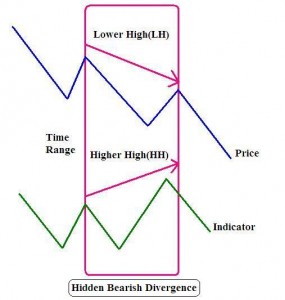 Lower High(LH)
Time
Range
Higher High(HH)
Price
Indicator
Hidden Bearish Divergence